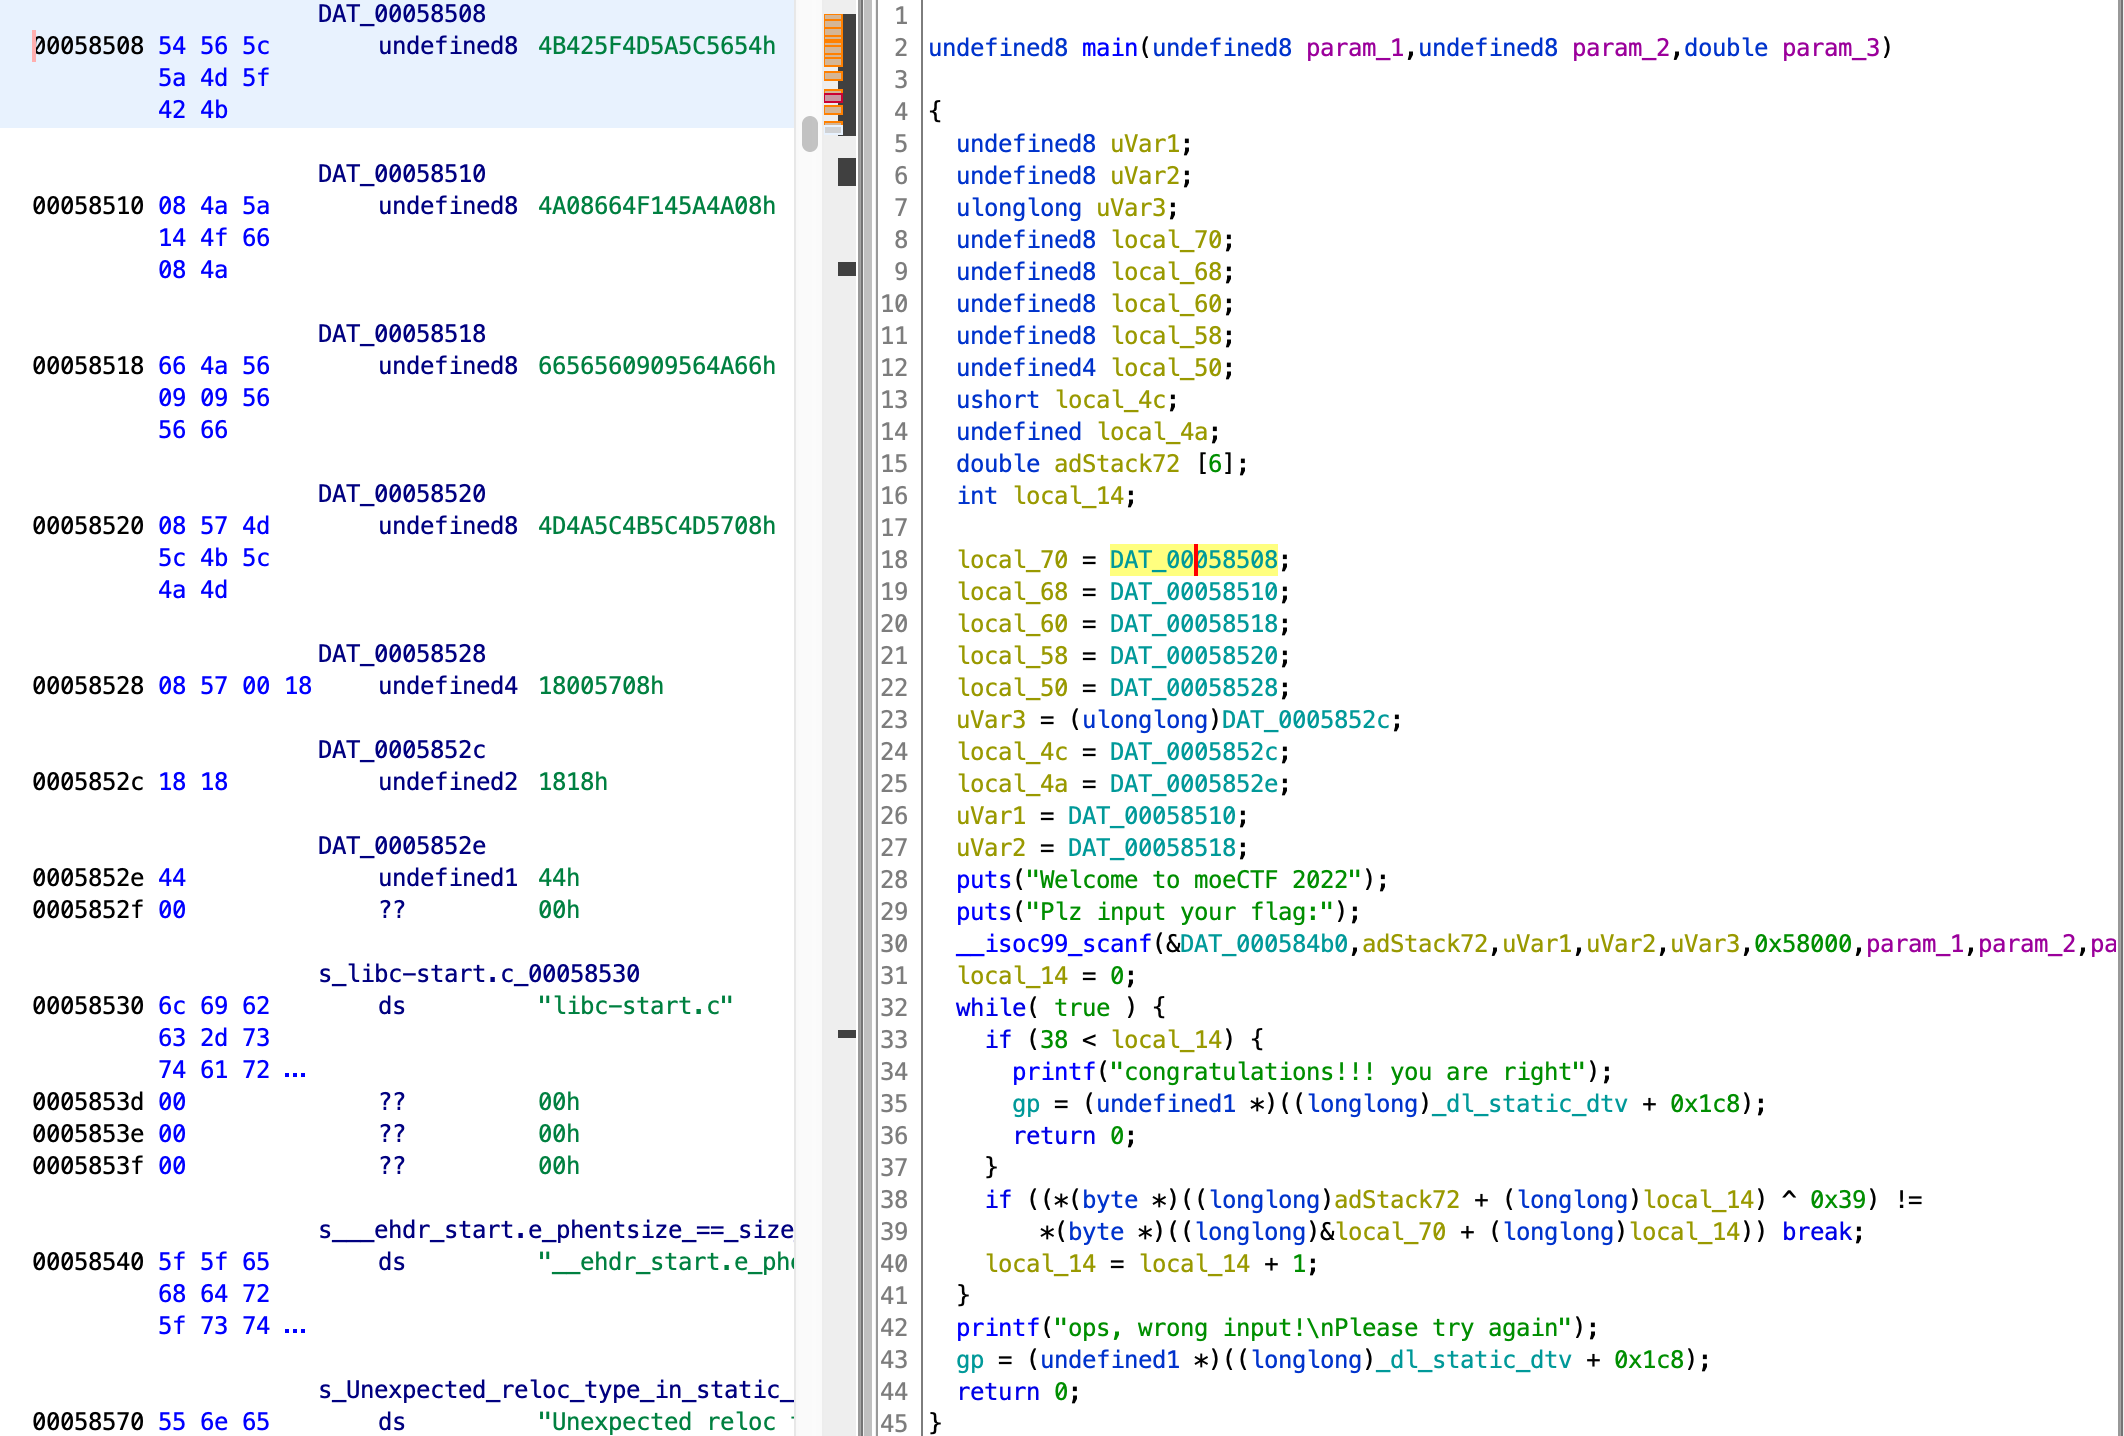 DAT_00058508
00058508 54 56 5c undefined8 4B425F4D5A5C5654h
5a 4d 5f
42 4b
DAT_00058510
00058510 08 4a 5a undefined8 4A08664F145A4A08h
14 4f 66
08 4a
DAT_00058518
00058518 66 4a 56 undefined8 6656560909564A66h
09 09 56
56 66
DAT_00058520
00058520 08 57 4d undefined8 4D4A5C4B5C4D5708h
5c 4b 5c
4a 4d
DAT_00058528
00058528 08 57 00 18 undefined4 18005708h
DAT_0005852c
0005852c 18 18 undefined2 1818h
DAT_0005852e
0005852e 44 undefined1 44h
0005852f 00 ?? 00h
s_libc-start.c_00058530
00058530 6c 69 62 ds "libc-start.c"
63 2d 73
74 61 72 ...
0005853d 00 ?? 00h
0005853e 00 ?? 00h
0005853f 00 ?? 00h
s___ehdr_start.e_phentsize_==_size
00058540 5f 5f 65 ds "__ehdr_start.e_phe
68 64 72
5f 73 74 ...
s_Unexpected_reloc_type_in_static_
00058570 55 6e 65 ds "Unexpected reloc
1
2 undefined8 main(undefined8 param_1,undefined8 param_2,double param_3)
3
4 {
5 undefined8 uVar1;
6 undefined8 uVar2;
7 ulonglong uVar3;
8 undefined8 local_70;
9 undefined8 local_68;
10 undefined8 local_60;
11 undefined8 local_58;
12 undefined4 local_50;
13 ushort local_4c;
14 undefined local_4a;
15 double adStack72 [6];
16 int local_14;
17
18 local_70 = DAT_00058508;
19 local_68 = DAT_00058510;
20 local_60 = DAT_00058518;
21 local_58 = DAT_00058520;
22 local_50 = DAT_00058528;
23 uVar3 = (ulonglong)DAT_0005852c;
24 local_4c = DAT_0005852c;
25 local_4a = DAT_0005852e;
26 uVar1 = DAT_00058510;
27 uVar2 = DAT_00058518;
28 puts("Welcome to moeCTF 2022");
29 puts("Plz input your flag:");
30 __isoc99_scanf(&DAT_000584b0,adStack72,uVar1,uVar2,uVar3,0x58000,param_1,param_2,pa
31 local_14 = 0;
32 while( true ) {
33 if (38 < local_14) {
34 printf("congratulations!!! you are right");
35 gp = (undefined1 *)((longlong)_dl_static_dtv + 0x1c8);
36 return 0;
37 }
38 if ((*(byte *)((longlong)adStack72 + (longlong)local_14) ^ 0x39) !=
39 *(byte *)((longlong)&local_70 + (longlong)local_14)) break;
40 local_14 = local_14 + 1;
41 }
42 printf("ops, wrong input!\nPlease try again");
43 gp = (undefined1 *)((longlong)_dl_static_dtv + 0x1c8);
44 return 0;
45 }